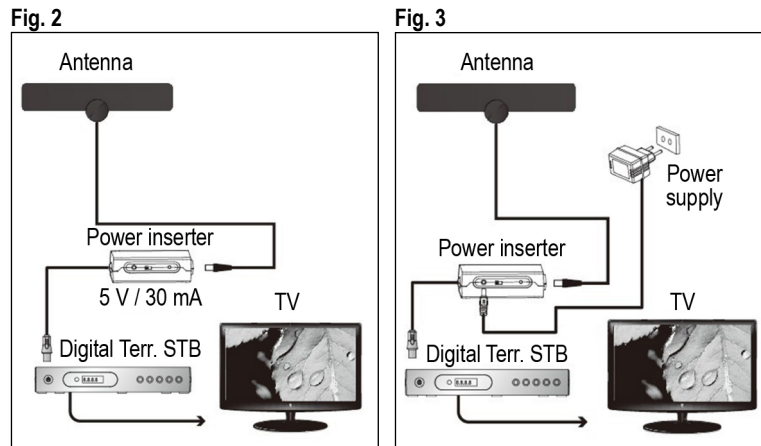 Fig. 2
Antenna
Power inserter
5 V / 30 mA
TV
Digital Terr. STB
Fig. 3
Antenna
Power
supply
Power inserter
TV
Digital Terr. STB